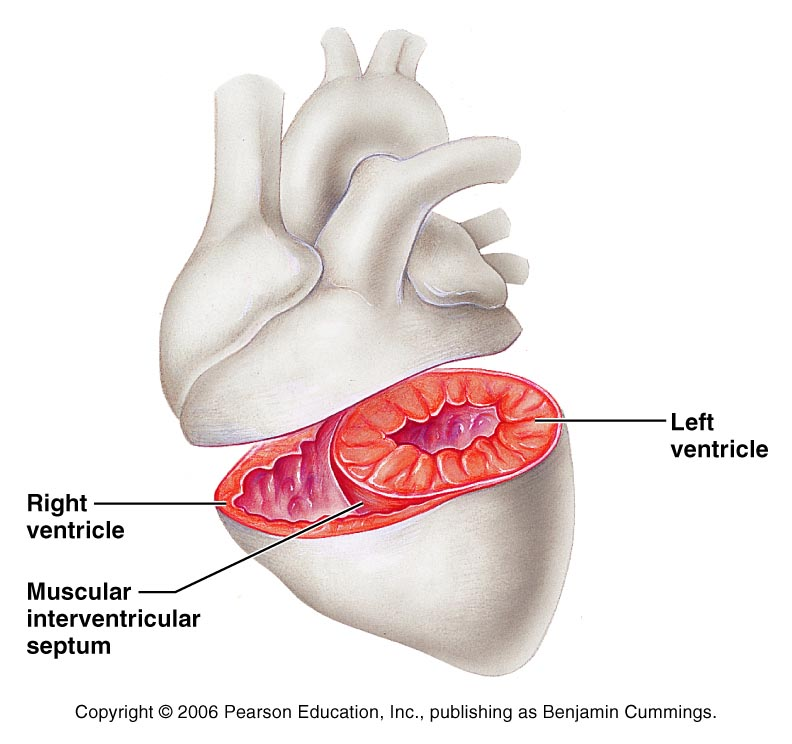 Left
ventricle
Right
ventricle
Muscular
interventricular
septum
Copyright © 2006 Pearson Education, Inc., publishing as Benjamin Cummings.